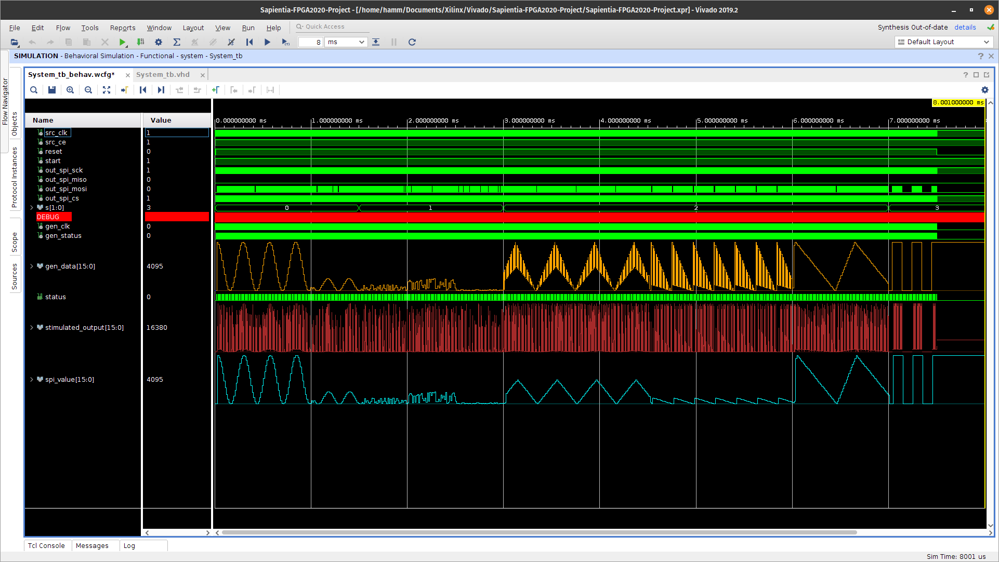 Sapientia-FPGA2020-Project - [/home/hamm/Documents/Xilinx/Vivado/Sapientia-FPGA2020-Project/Sapientia-FPGA2020-Project.xpr] - Vivado 2019.2
File Edit Flow Tools Reports Window Layout View Run Help Quick Access
Synthesis Out-of-date details
8 ms
Default Layout
SIMULATION - Behavioral Simulation - Functional - system - System_tb
System_tb_behav.wcfg* System_tb.vhd
Flow Navigator
Objects
Protocol Instances
Scope
Sources
8.001000000 ms
Name Value
0.000000000 ms 1.000000000 ms 2.000000000 ms 3.000000000 ms 4.000000000 ms 5.000000000 ms 6.000000000 ms 7.000000000 ms
src_clk 1
src_ce 1
reset 0
start 1
out_spi_sck 1
out_spi_miso 0
out_spi_mosi 0
out_spi_cs 1
s[1:0] 3 0 1 2 3
DEBUG
gen_clk 0
gen_status 0
gen_data[15:0] 4095
status 0
stimulated_output[15:0] 16380
spi_value[15:0] 4095
Tcl Console Messages Log
Sim Time: 8001 us